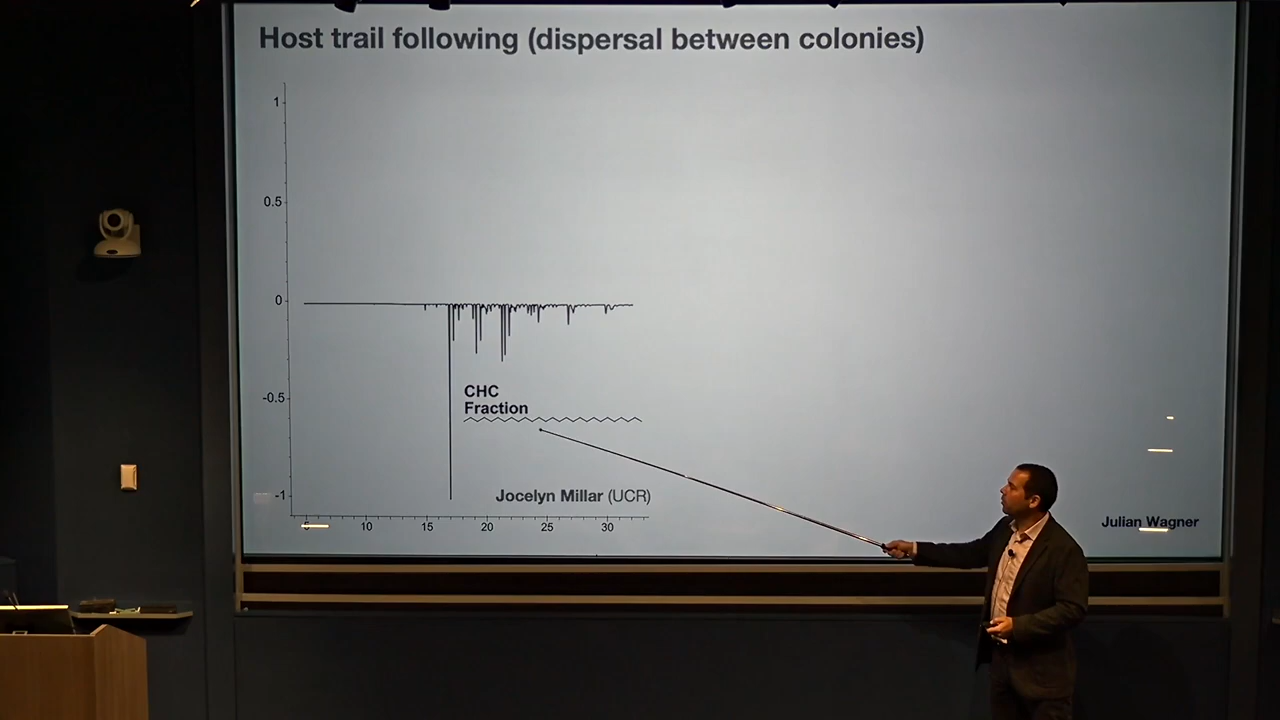 Host trail following (dispersal between colonies)
1
0.5
0
-0.5
-1
CHC
Fraction
Jocelyn Millar (UCR)
5 10 15 20 25 30
Julian Wagner